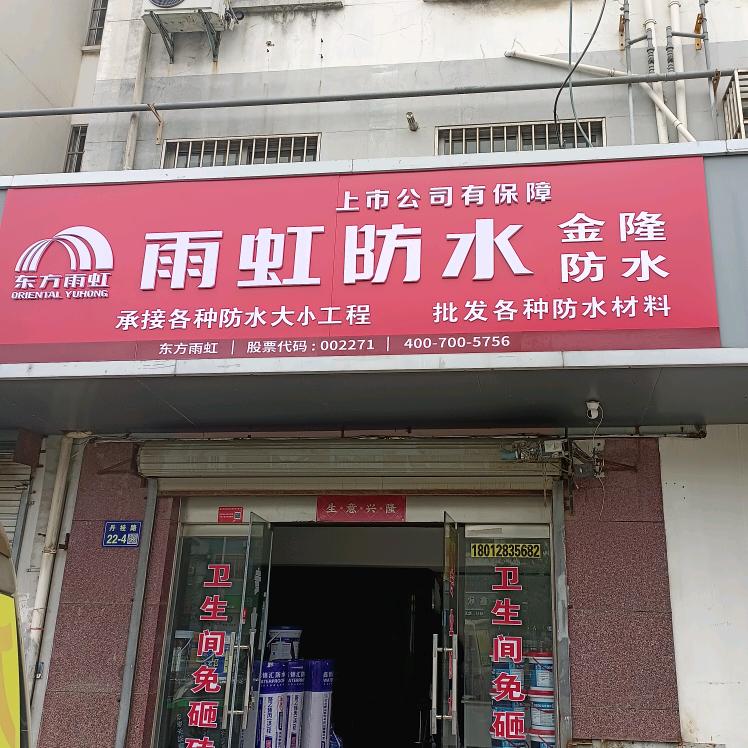 上市公司有保障
东方雨虹
ORIENTAL YUHONG
雨虹防水
金隆
防水
承接各种防水大小工程
批发各种防水材料
东方雨虹 | 股票代码:002271 | 400-700-5756
生·意·兴·隆
丹桂路
22-4
18012835682
卫生间免砸
卫生间免砸